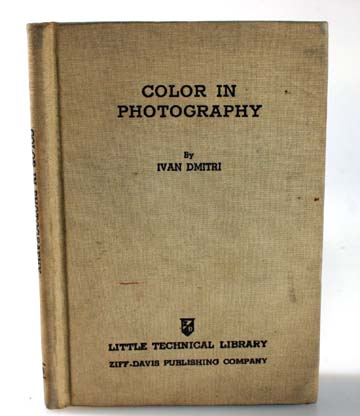 COLOR IN
PHOTOGRAPHY
By
IVAN DMITRI
LITTLE TECHNICAL LIBRARY
ZIFF-DAVIS PUBLISHING COMPANY
COLOR IN PHOTOGRAPHY